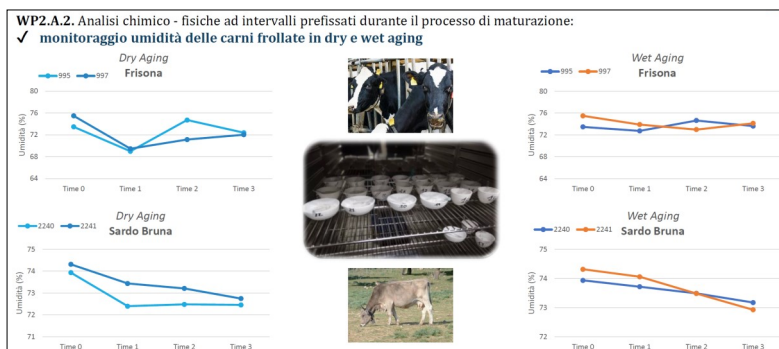 WP2.A.2. Analisi chimico - fisiche ad intervalli prefissati durante il processo di maturazione:
✓ monitoraggio umidità delle carni frollate in dry e wet aging
Dry Aging
Frisona
995 997
Umidità (%)
80
76
72
68
64
Time 0 Time 1 Time 2 Time 3
Wet Aging
Frisona
995 997
Umidità (%)
80
76
72
68
64
Time 0 Time 1 Time 2 Time 3
Dry Aging
Sardo Bruna
2240 2241
Umidità (%)
75
74
73
72
71
Time 0 Time 1 Time 2 Time 3
Wet Aging
Sardo Bruna
2240 2241
Umidità (%)
75
74
73
72
Time 0 Time 1 Time 2 Time 3